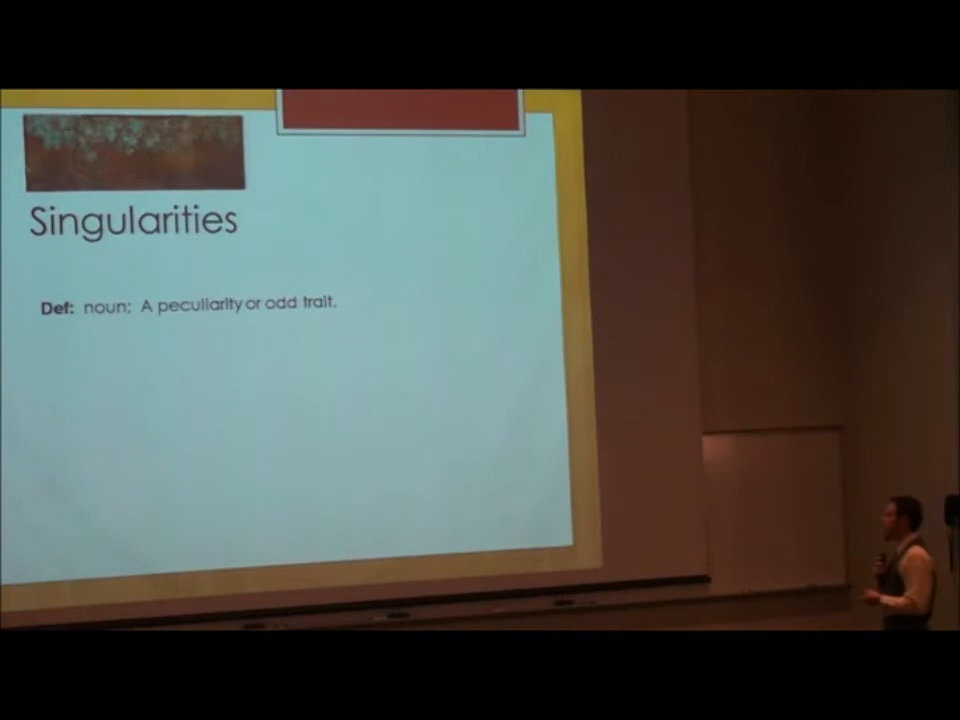 Singularities
Def: noun; A peculiarity or odd trait.